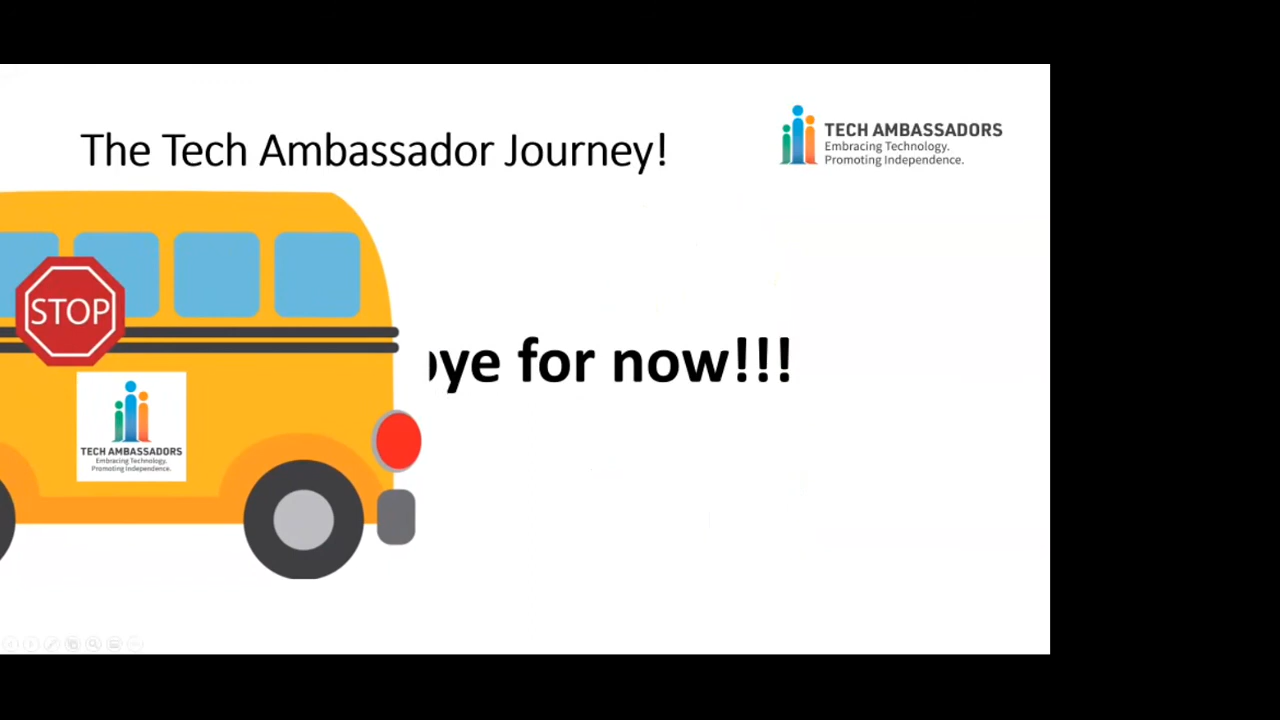 The Tech Ambassador Journey!
TECH AMBASSADORS
Embracing Technology.
Promoting Independence.
STOP
ye for now!!!
TECH AMBASSADORS
Embracing Technology.
Promoting Independence.